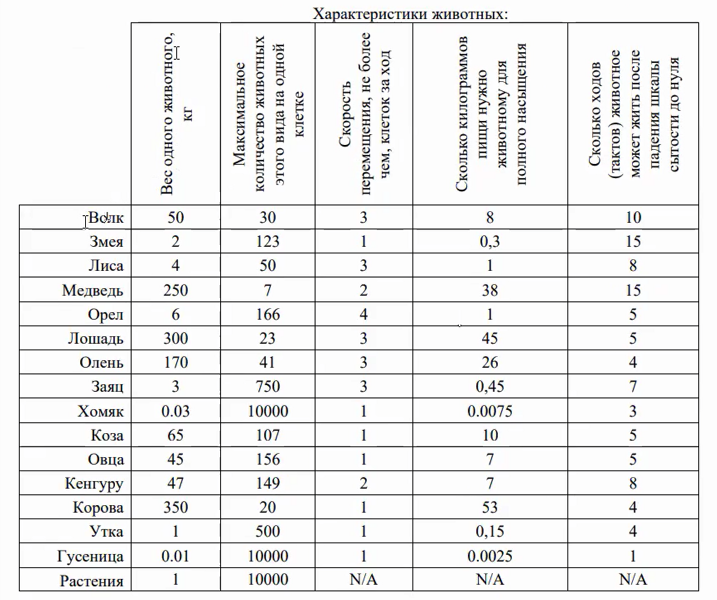 Характеристики животных:
Вес одного животного,
кг
Максимальное
количество животных
этого вида на одной
клетке
Скорость
перемещения, не более
чем, клеток за ход
Сколько килограммов
пищи нужно
животному для
полного насыщения
Сколько ходов
(тактов) животное
может жить после
падения шкалы
сытости до нуля
Волк 50 30 3 8 10
Змея 2 123 1 0,3 15
Лиса 4 50 3 1 8
Медведь 250 7 2 38 15
Орел 6 166 4 1 5
Лошадь 300 23 3 45 5
Олень 170 41 3 26 4
Заяц 3 750 3 0,45 7
Хомяк 0.03 10000 1 0.0075 3
Коза 65 107 1 10 5
Овца 45 156 1 7 5
Кенгуру 47 149 2 7 8
Корова 350 20 1 53 4
Утка 1 500 1 0,15 4
Гусеница 0.01 10000 1 0.0025 1
Растения 1 10000 N/A N/A N/A